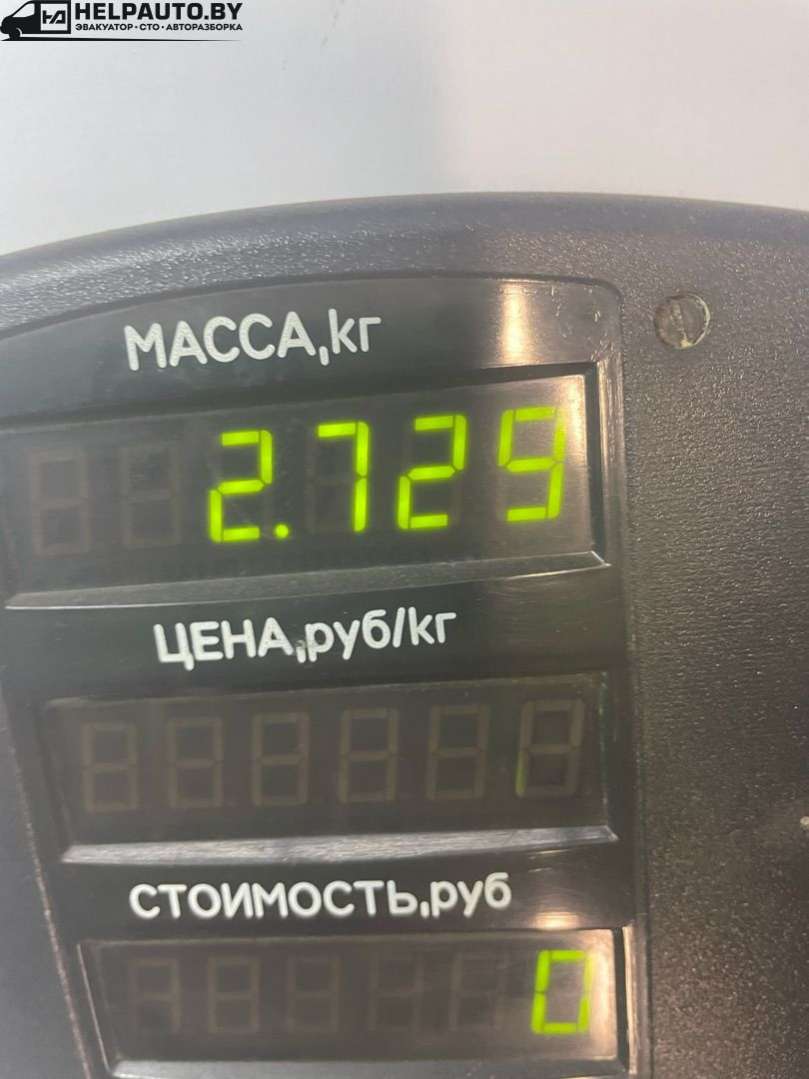 HELPAUTO.BY
ЭВАКУАТОР • СТО • АВТОРАЗБОРКА
МАССА,кг
2.729
ЦЕНА,руб/кг
СТОИМОСТЬ,руб
0